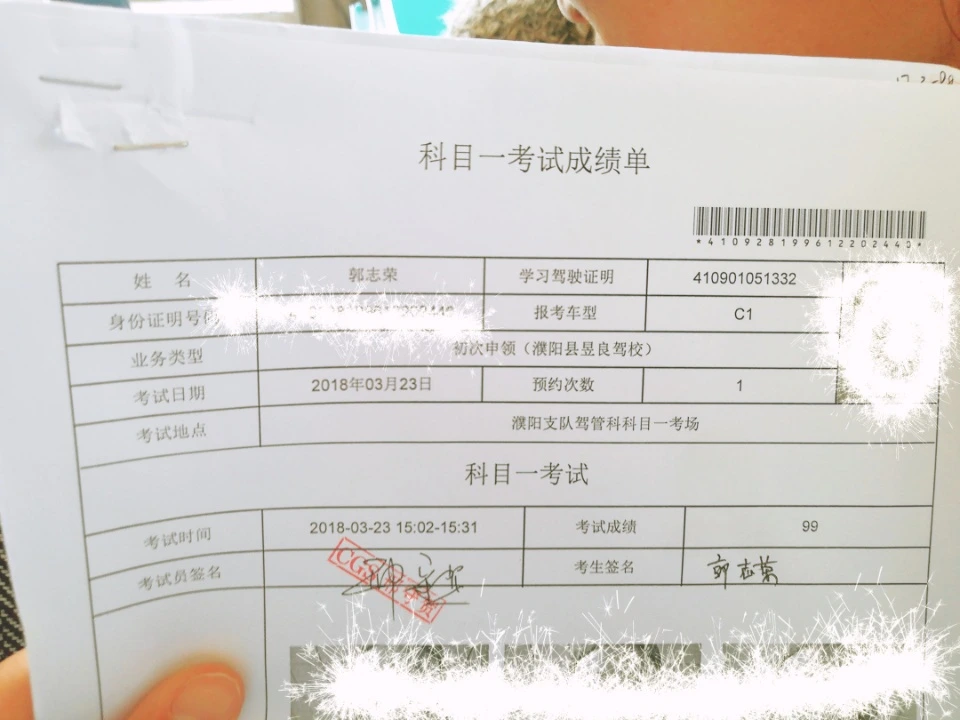 科目一考试成绩单
姓 名 郭志荣 学习驾驶证明 410901051332
身份证明号 报考车型 C1
业务类型 初次申领（濮阳县昱良驾校）
考试日期 2018年03月23日 预约次数 1
考试地点 濮阳支队驾管科科目一考场
科目一考试
考试时间 2018-03-23 15:02-15:31 考试成绩 99
考试员签名 CGS 考生签名 郭志荣